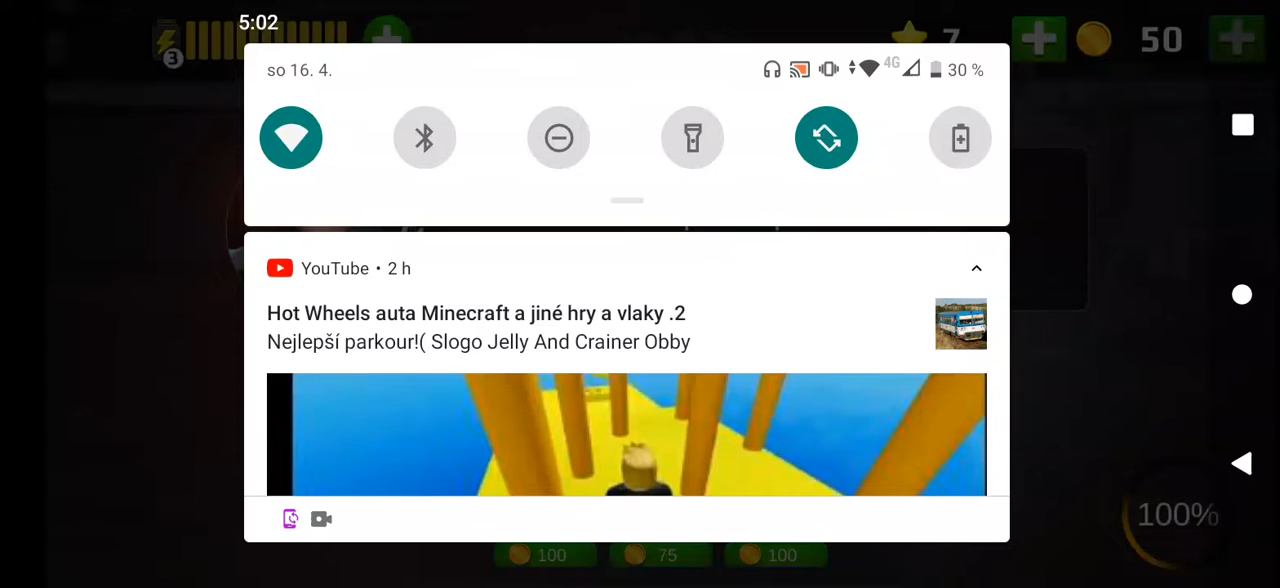 5:02
3
7
50
so 16. 4.
4G
30 %
YouTube • 2 h
Hot Wheels auta Minecraft a jiné hry a vlaky .2
Nejlepší parkour!( Slogo Jelly And Crainer Obby
100%
100
75
100